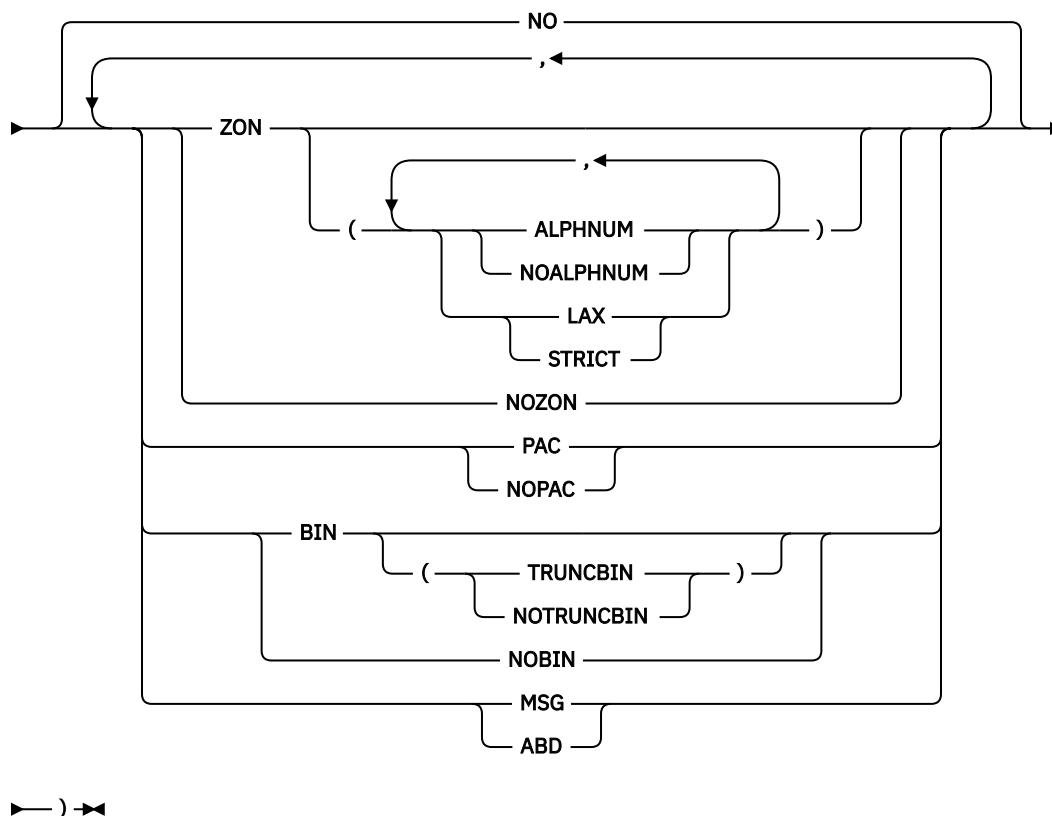 NO
,
ZON
,
( ALPHNUM )
NOALPHNUM
LAX
STRICT
NOZON
PAC
NOPAC
BIN
( TRUNCBIN )
NOTRUNCBIN
NOBIN
MSG
ABD
)